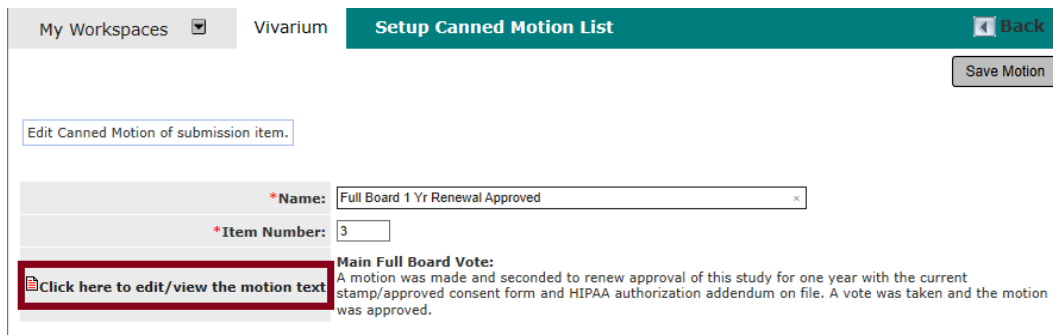 My Workspaces Vivarium Setup Canned Motion List Back
Save Motion
Edit Canned Motion of submission item.
*Name: Full Board 1 Yr Renewal Approved ×
*Item Number: 3
Main Full Board Vote:
Click here to edit/view the motion text
A motion was made and seconded to renew approval of this study for one year with the current
stamp/approved consent form and HIPAA authorization addendum on file. A vote was taken and the motion
was approved.